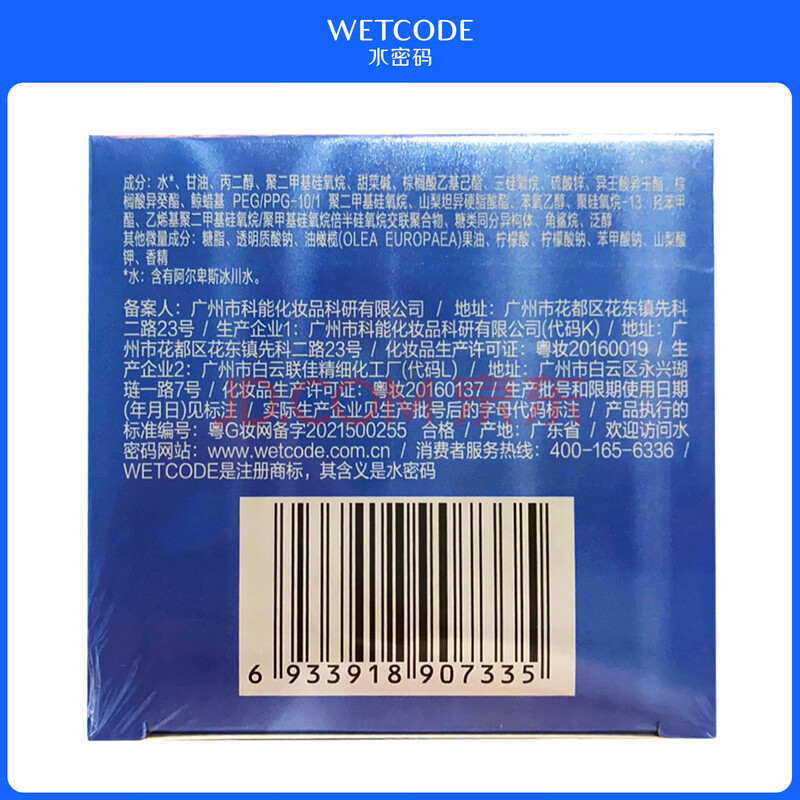 WETCODE
水密码
成分：水*、甘油、丙二醇、聚二甲基硅氧烷、甜菜碱、棕榈酸乙基己酯、三硅氧烷、硫酸锌、异壬酸异壬酯、棕
榈酸异癸酯、鲸蜡基 PEG/PPG-10/1 聚二甲基硅氧烷、山梨坦异硬脂酸酯、苯氧乙醇、聚硅氧烷-13、羟苯甲
酯、乙烯基聚二甲基硅氧烷/聚甲基硅氧烷倍半硅氧烷交联聚合物、糖类同分异构体、角鲨烷、泛醇
其他微量成分：糖脂、透明质酸钠、油橄榄(OLEA EUROPAEA)果油、柠檬酸、柠檬酸钠、苯甲酸钠、山梨酸
钾、香精
*水：含有阿尔卑斯冰川水。
备案人：广州市科能化妆品科研有限公司 / 地址：广州市花都区花东镇先科
二路23号 / 生产企业1：广州市科能化妆品科研有限公司(代码K) / 地址：广
州市花都区花东镇先科二路23号 / 化妆品生产许可证：粤妆20160019 / 生
产企业2：广州市白云联佳精细化工厂(代码L) / 地址：广州市白云区永兴瑚
琏一路7号 / 化妆品生产许可证：粤妆20160137 / 生产批号和限期使用日期
(年月日)见标注 / 实际生产企业见生产批号后的字母代码标注 / 产品执行的
标准编号：粤G妆网备字2021500255 合格 / 产地：广东省 / 欢迎访问水
密码网站：www.wetcode.com.cn / 消费者服务热线：400-165-6336 /
WETCODE是注册商标，其含义是水密码
6 933918 907335